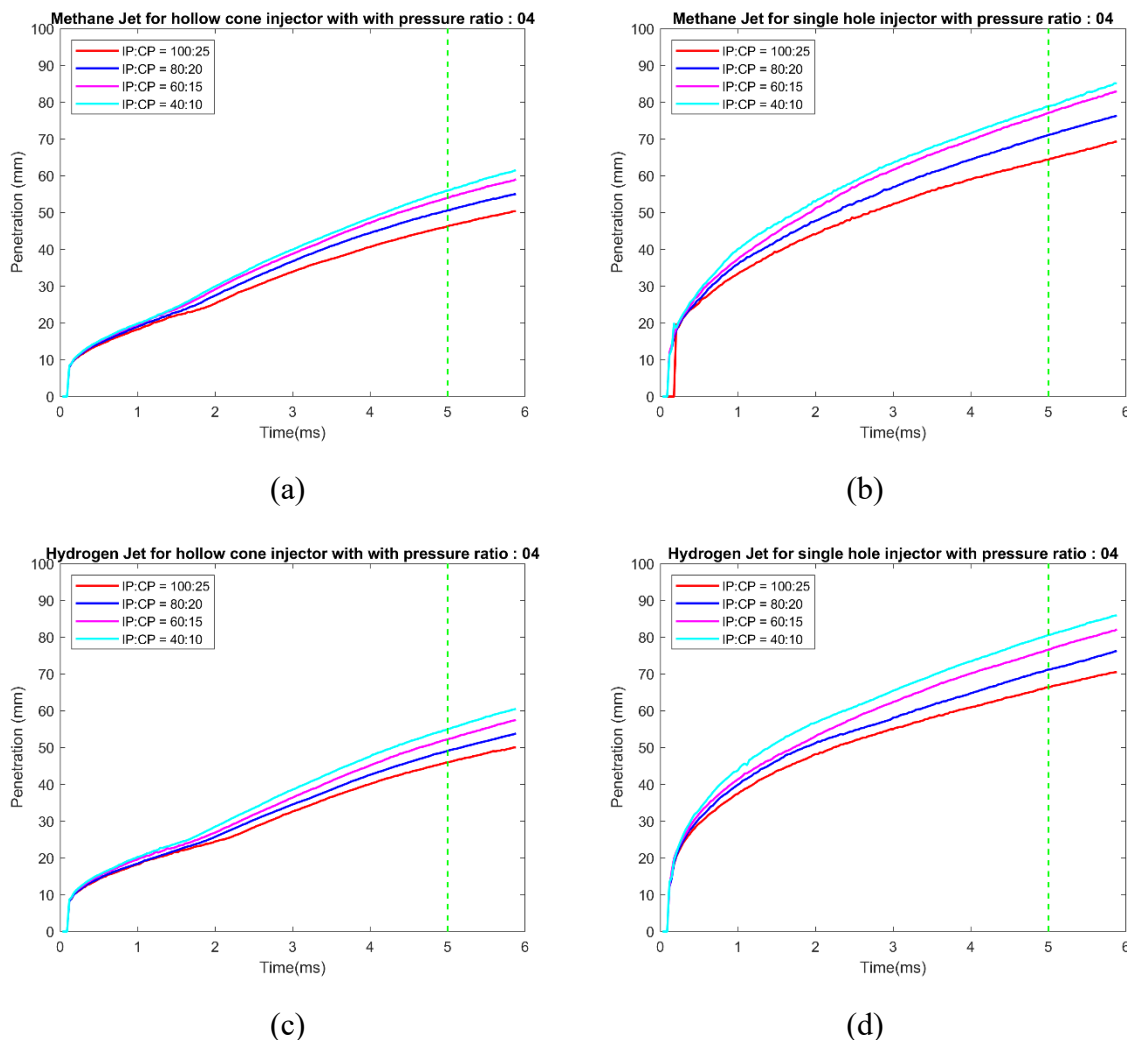 Methane Jet for hollow cone injector with with pressure ratio : 04
100
90
80
70
60
50
40
30
20
10
0
Penetration (mm)
IP:CP = 100:25
IP:CP = 80:20
IP:CP = 60:15
IP:CP = 40:10
0 1 2 3 4 5 6
Time(ms)
(a)
Methane Jet for single hole injector with pressure ratio : 04
100
90
80
70
60
50
40
30
20
10
0
Penetration (mm)
IP:CP = 100:25
IP:CP = 80:20
IP:CP = 60:15
IP:CP = 40:10
0 1 2 3 4 5 6
Time(ms)
(b)
Hydrogen Jet for hollow cone injector with with pressure ratio : 04
100
90
80
70
60
50
40
30
20
10
0
Penetration (mm)
IP:CP = 100:25
IP:CP = 80:20
IP:CP = 60:15
IP:CP = 40:10
0 1 2 3 4 5 6
Time(ms)
(c)
Hydrogen Jet for single hole injector with pressure ratio : 04
100
90
80
70
60
50
40
30
20
10
0
Penetration (mm)
IP:CP = 100:25
IP:CP = 80:20
IP:CP = 60:15
IP:CP = 40:10
0 1 2 3 4 5 6
Time(ms)
(d)